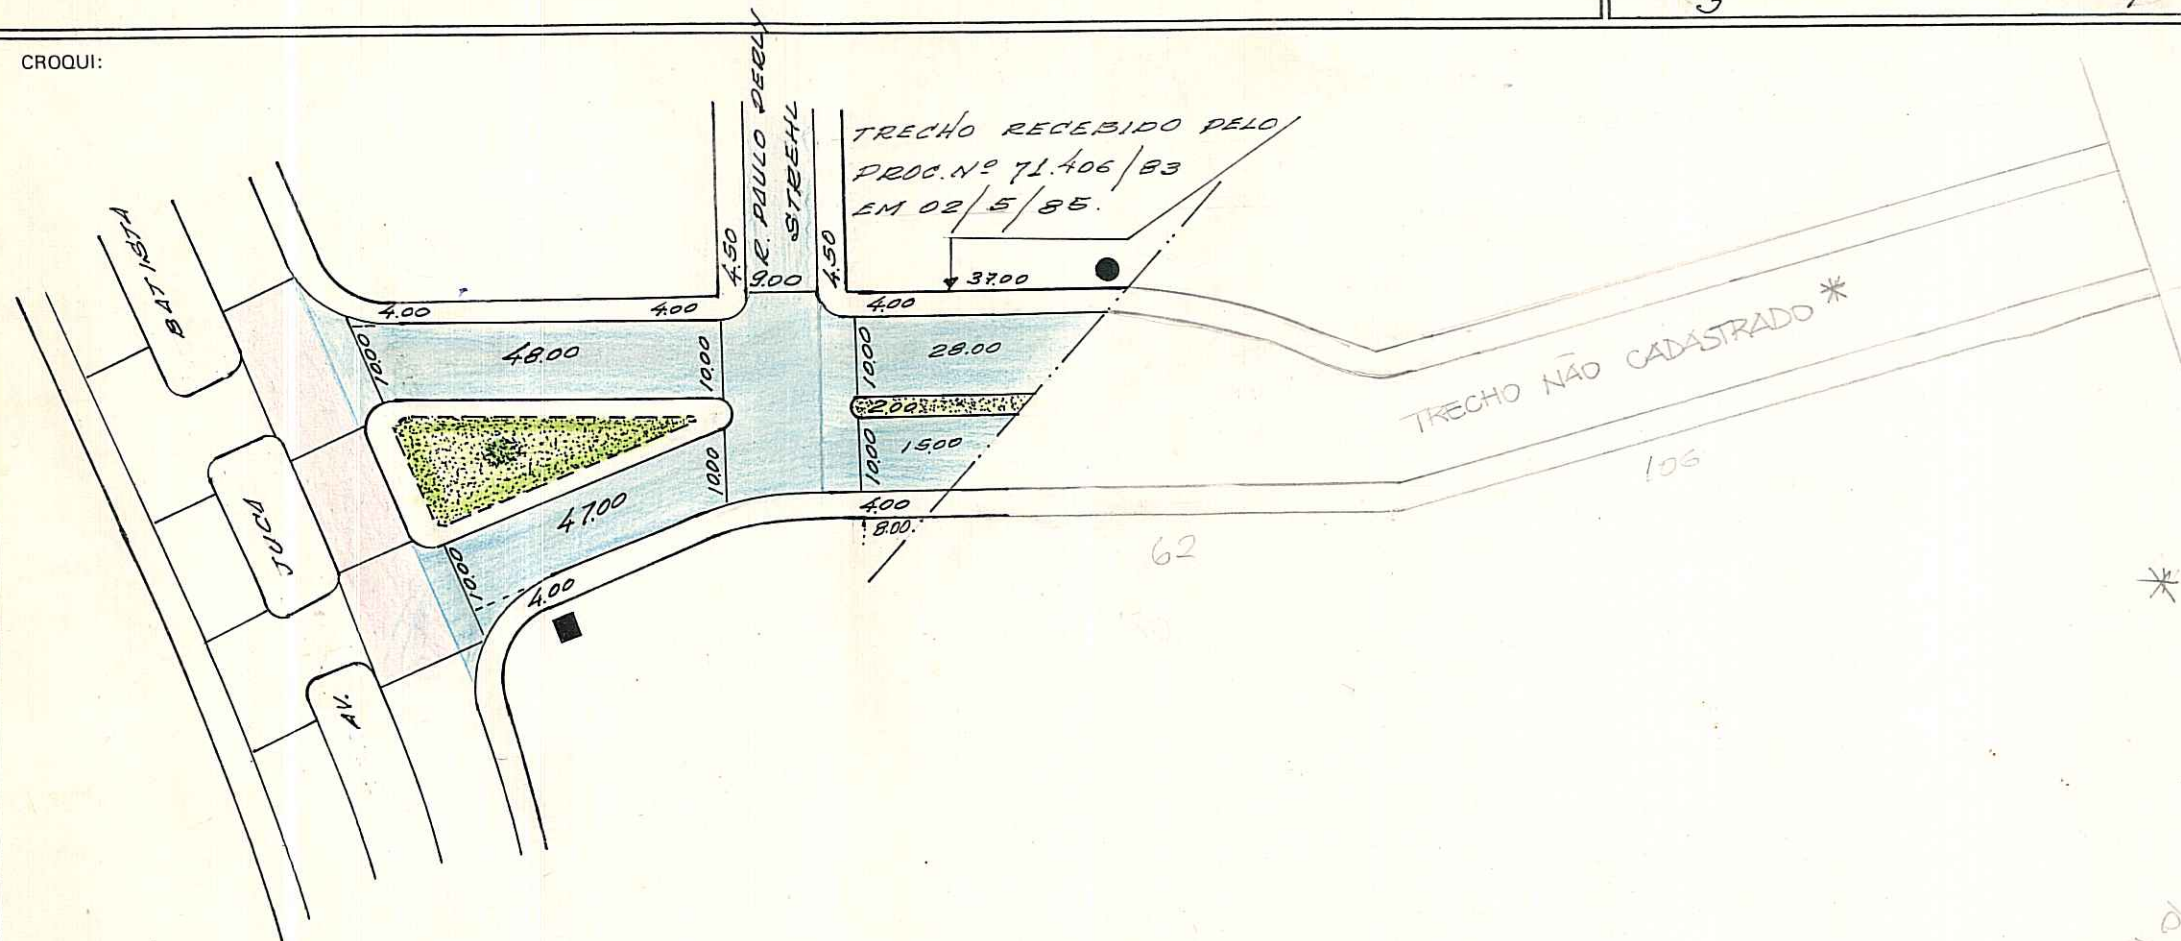 CROQUI:
R. PAULO DERLY
STREHL
TRECHO RECEBIDO PELO
PROC. Nº 71.406/83
EM 02/5/85.
BATISTA
JUCA
AV.
4.50
9.00
4.50
37.00
4.00
4.00
4.00
10.00
48.00
10.00
10.00
28.00
2.00
10.00
10.00
15.00
47.00
10.00
4.00
4.00
8.00
TRECHO NÃO CADASTRADO *
106
62
*